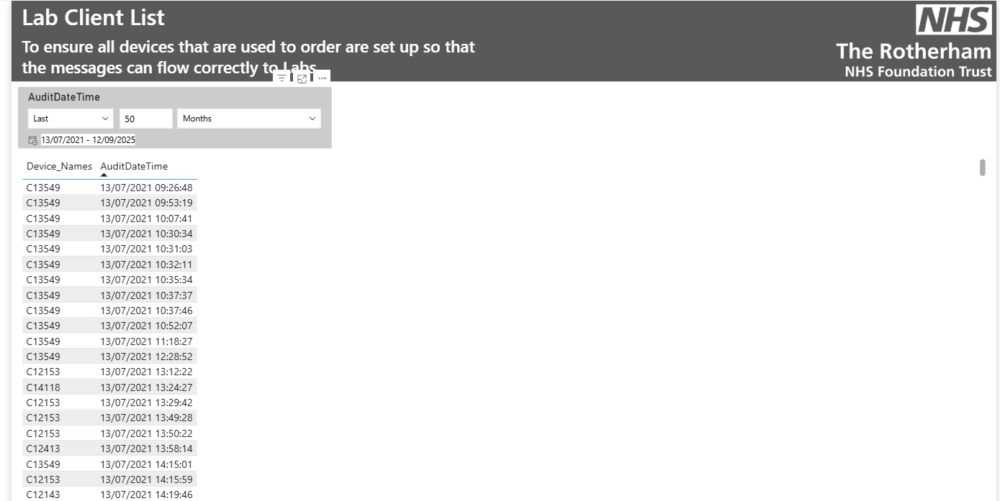 Lab Client List
To ensure all devices that are used to order are set up so that
the messages can flow correctly to Labs
NHS
The Rotherham
NHS Foundation Trust
AuditDateTime
Last 50 Months
13/07/2021 - 12/09/2025
Device_Names AuditDateTime
C13549 13/07/2021 09:26:48
C13549 13/07/2021 09:53:19
C13549 13/07/2021 10:07:41
C13549 13/07/2021 10:30:34
C13549 13/07/2021 10:31:03
C13549 13/07/2021 10:32:11
C13549 13/07/2021 10:35:34
C13549 13/07/2021 10:37:37
C13549 13/07/2021 10:37:46
C13549 13/07/2021 10:52:07
C13549 13/07/2021 11:18:27
C13549 13/07/2021 12:28:52
C12153 13/07/2021 13:12:22
C14118 13/07/2021 13:24:27
C12153 13/07/2021 13:29:42
C12153 13/07/2021 13:49:28
C12153 13/07/2021 13:50:22
C12413 13/07/2021 13:58:14
C13549 13/07/2021 14:15:01
C12153 13/07/2021 14:15:59
C12143 13/07/2021 14:19:46